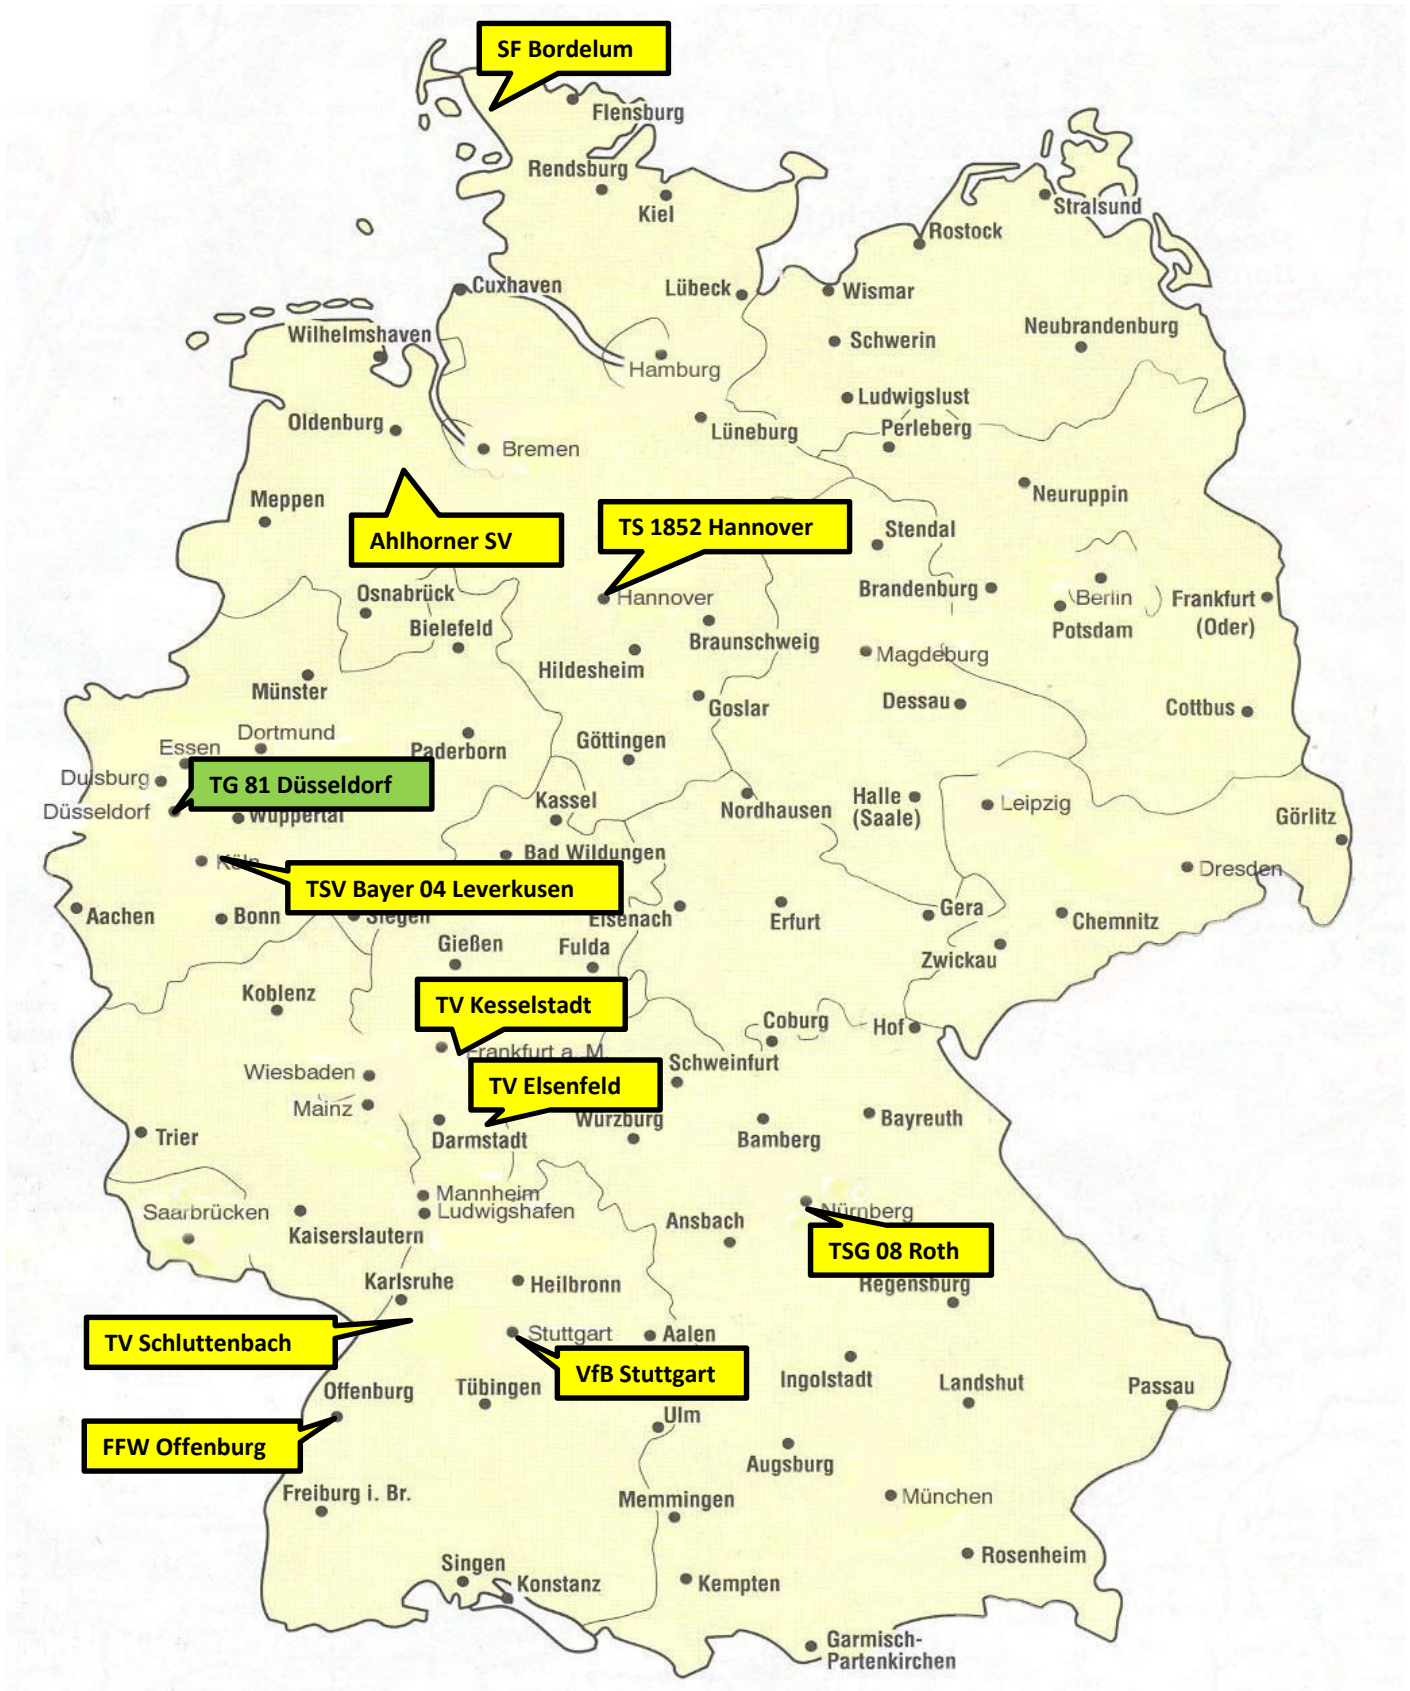 SF Bordelum
Flensburg
Rendsburg
Kiel
Stralsund
Rostock
Cuxhaven
Lübeck
Wismar
Wilhelmshaven
Neubrandenburg
Schwerin
Hamburg
Ludwigslust
Oldenburg
Lüneburg
Perleberg
Bremen
Meppen
Neuruppin
Ahlhorner SV
TS 1852 Hannover
Stendal
Osnabrück
Hannover
Brandenburg
Berlin
Frankfurt
(Oder)
Bielefeld
Braunschweig
Potsdam
Hildesheim
Magdeburg
Münster
Goslar
Dessau
Cottbus
Dortmund
Essen
Paderborn
Göttingen
Duisburg
TG 81 Düsseldorf
Düsseldorf
Wuppertal
Kassel
Nordhausen
Halle
(Saale)
Leipzig
Görlitz
Köln
Bad Wildungen
Dresden
TSV Bayer 04 Leverkusen
Aachen
Bonn
Siegen
Eisenach
Erfurt
Gera
Chemnitz
Gießen
Fulda
Zwickau
Koblenz
TV Kesselstadt
Coburg
Hof
Frankfurt a. M.
Schweinfurt
Wiesbaden
TV Elsenfeld
Mainz
Würzburg
Bayreuth
Trier
Darmstadt
Bamberg
Mannheim
Ludwigshafen
Saarbrücken
Nürnberg
Kaiserslautern
Ansbach
TSG 08 Roth
Karlsruhe
Heilbronn
Regensburg
TV Schluttenbach
Stuttgart
Aalen
VfB Stuttgart
Offenburg
Tübingen
Ingolstadt
Landshut
Passau
FFW Offenburg
Ulm
Augsburg
Freiburg i. Br.
Memmingen
München
Singen
Rosenheim
Konstanz
Kempten
Garmisch-
Partenkirchen